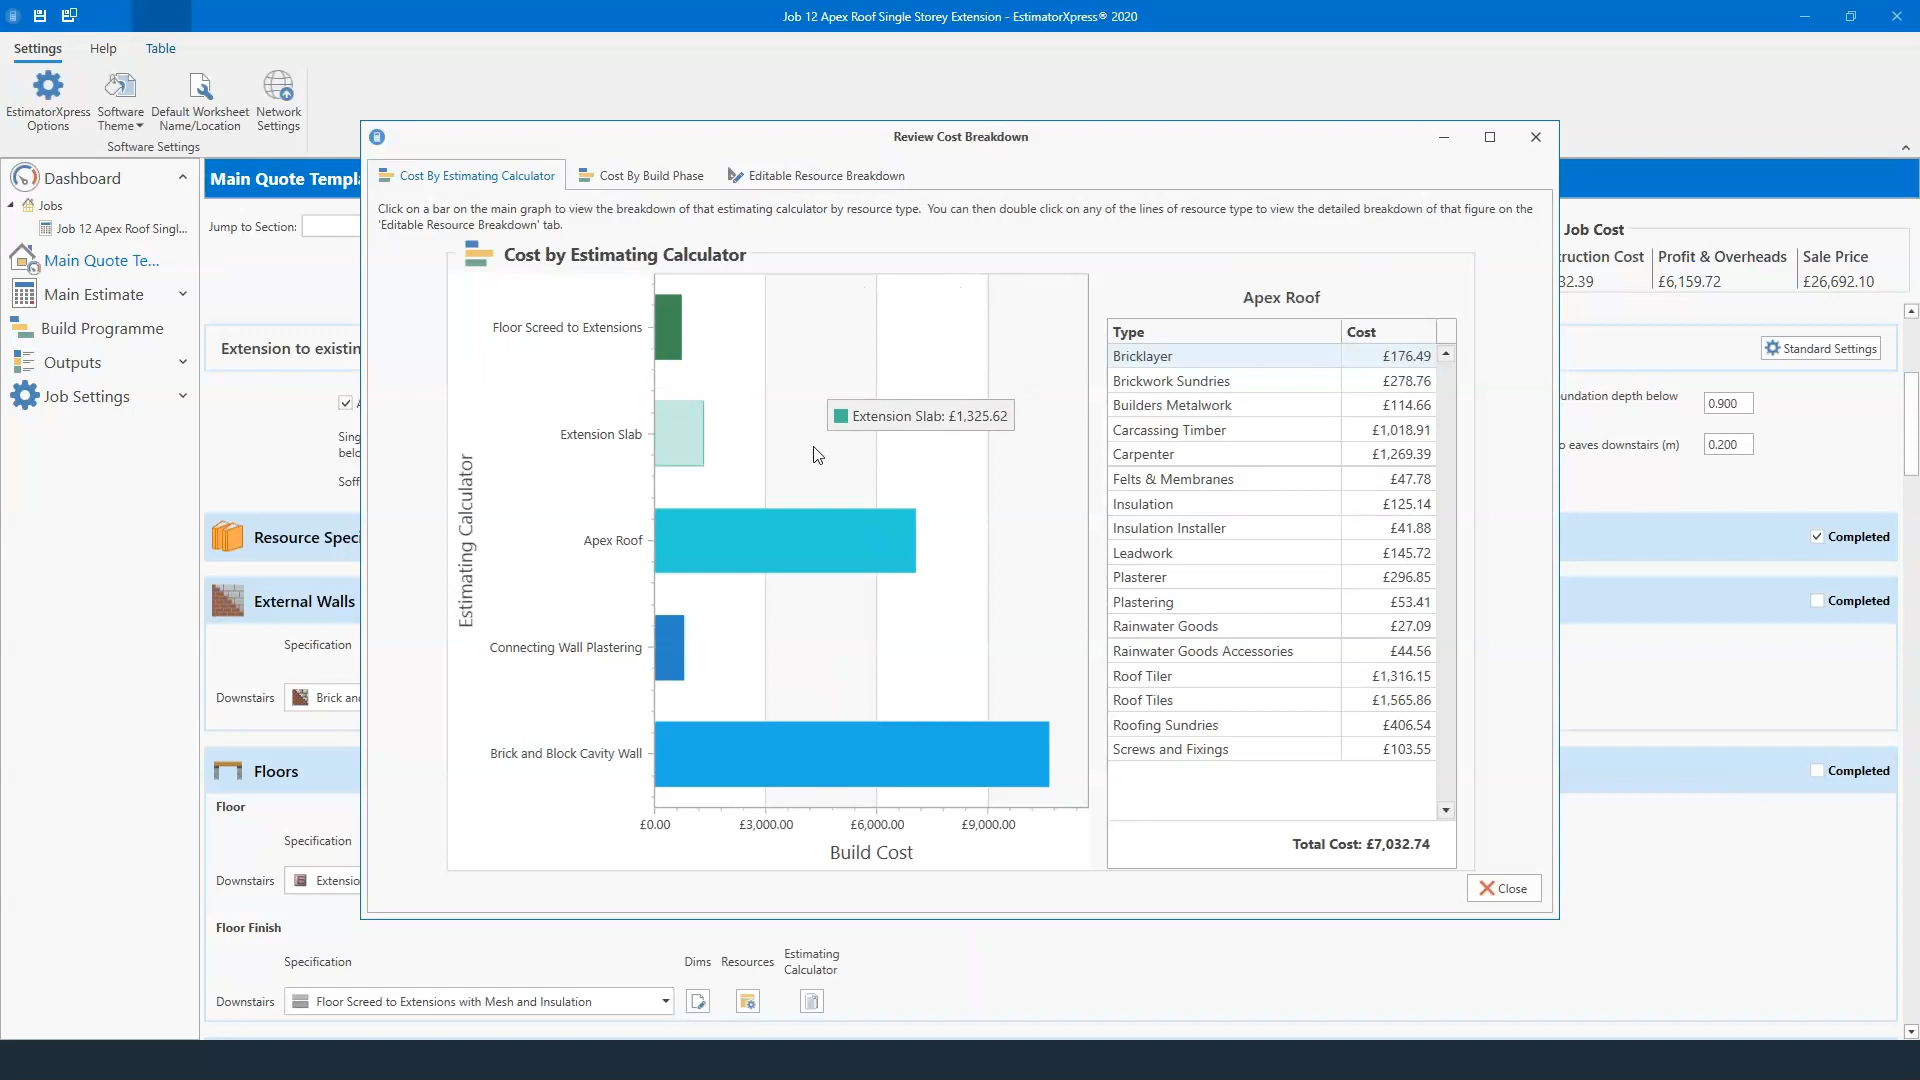 Job 12 Apex Roof Single Storey Extension - EstimatorXpress® 2020
Settings
Help
Table
EstimatorXpress
Options
Software
Theme
Default Worksheet
Name/Location
Network
Settings
Software Settings
Dashboard
Jobs
Job 12 Apex Roof Singl...
Main Quote Te...
Main Estimate
Build Programme
Outputs
Job Settings
Main Quote Templ
Jump to Section:
Extension to existin
Sing
belo
Soff
Resource Speci
External Walls
Specification
Downstairs
Brick and
Floors
Floor
Specification
Downstairs
Extensio
Floor Finish
Specification
Dims
Resources
Estimating
Calculator
Downstairs
Floor Screed to Extensions with Mesh and Insulation
Review Cost Breakdown
Cost By Estimating Calculator
Cost By Build Phase
Editable Resource Breakdown
Click on a bar on the main graph to view the breakdown of that estimating calculator by resource type. You can then double click on any of the lines of resource type to view the detailed breakdown of that figure on the
'Editable Resource Breakdown' tab.
Cost by Estimating Calculator
Estimating Calculator
Floor Screed to Extensions
Extension Slab
Apex Roof
Connecting Wall Plastering
Brick and Block Cavity Wall
Extension Slab: £1,325.62
£0.00
£3,000.00
£6,000.00
£9,000.00
Build Cost
Apex Roof
Type Cost
Bricklayer £176.49
Brickwork Sundries £278.76
Builders Metalwork £114.66
Carcassing Timber £1,018.91
Carpenter £1,269.39
Felts & Membranes £47.78
Insulation £125.14
Insulation Installer £41.88
Leadwork £145.72
Plasterer £296.85
Plastering £53.41
Rainwater Goods £27.09
Rainwater Goods Accessories £44.56
Roof Tiler £1,316.15
Roof Tiles £1,565.86
Roofing Sundries £406.54
Screws and Fixings £103.55
Total Cost: £7,032.74
Close
Job Cost
ruction Cost
Profit & Overheads
Sale Price
32.39
£6,159.72
£26,692.10
Standard Settings
undation depth below
0.900
o eaves downstairs (m)
0.200
Completed
Completed
Completed